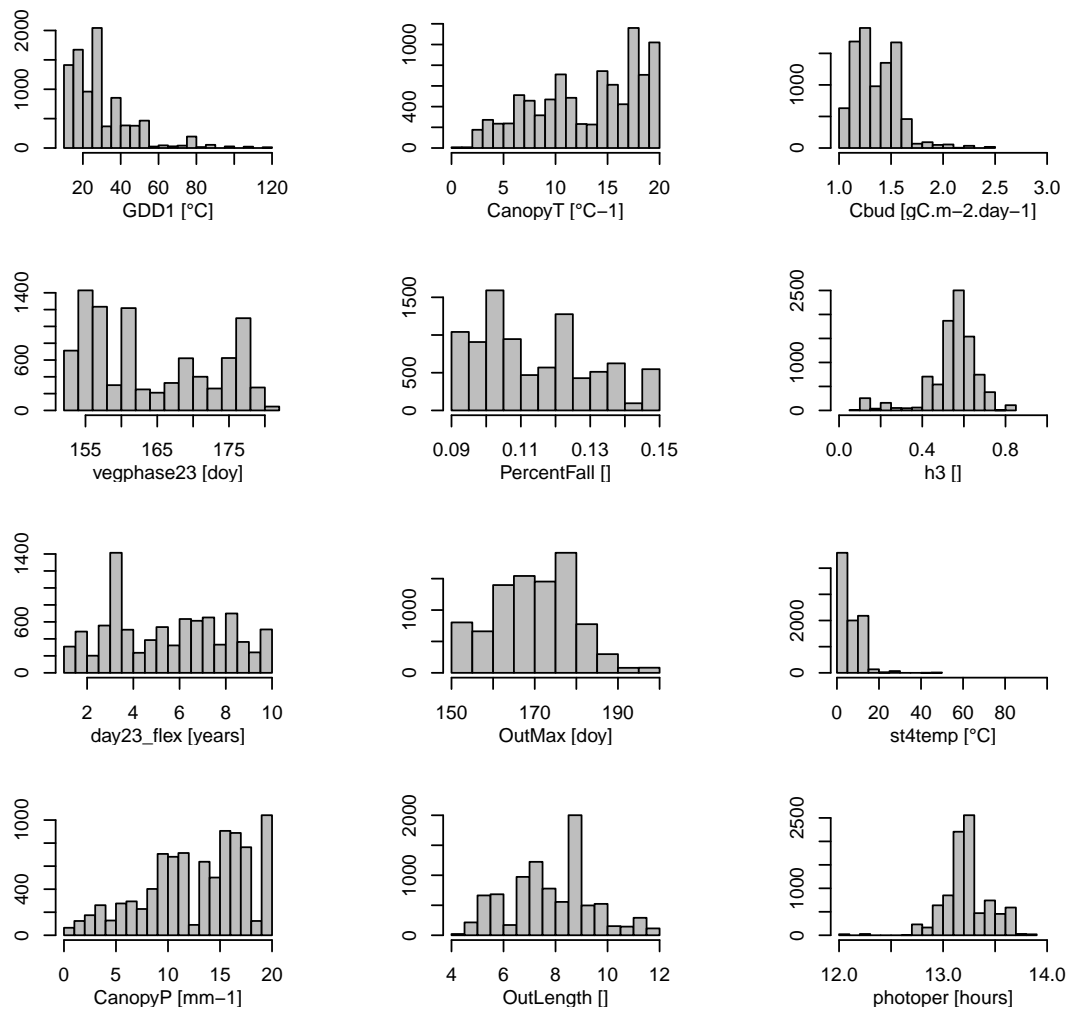 0 1000 2000
20 40 60 80 120
GDD1 [°C]
0 400 1000
0 5 10 15 20
CanopyT [°C−1]
0 1000
1.0 1.5 2.0 2.5 3.0
Cbud [gC.m−2.day−1]
0 600 1400
155 165 175
vegphase23 [doy]
0 500 1500
0.09 0.11 0.13 0.15
PercentFall []
0 1000 2500
0.0 0.4 0.8
h3 []
0 600 1400
2 4 6 8 10
day23_flex [years]
0 1000
150 170 190
OutMax [doy]
0 2000
0 20 40 60 80
st4temp [°C]
0 400 1000
0 5 10 15 20
CanopyP [mm−1]
0 1000 2000
4 6 8 10 12
OutLength []
0 1000 2500
12.0 13.0 14.0
photoper [hours]